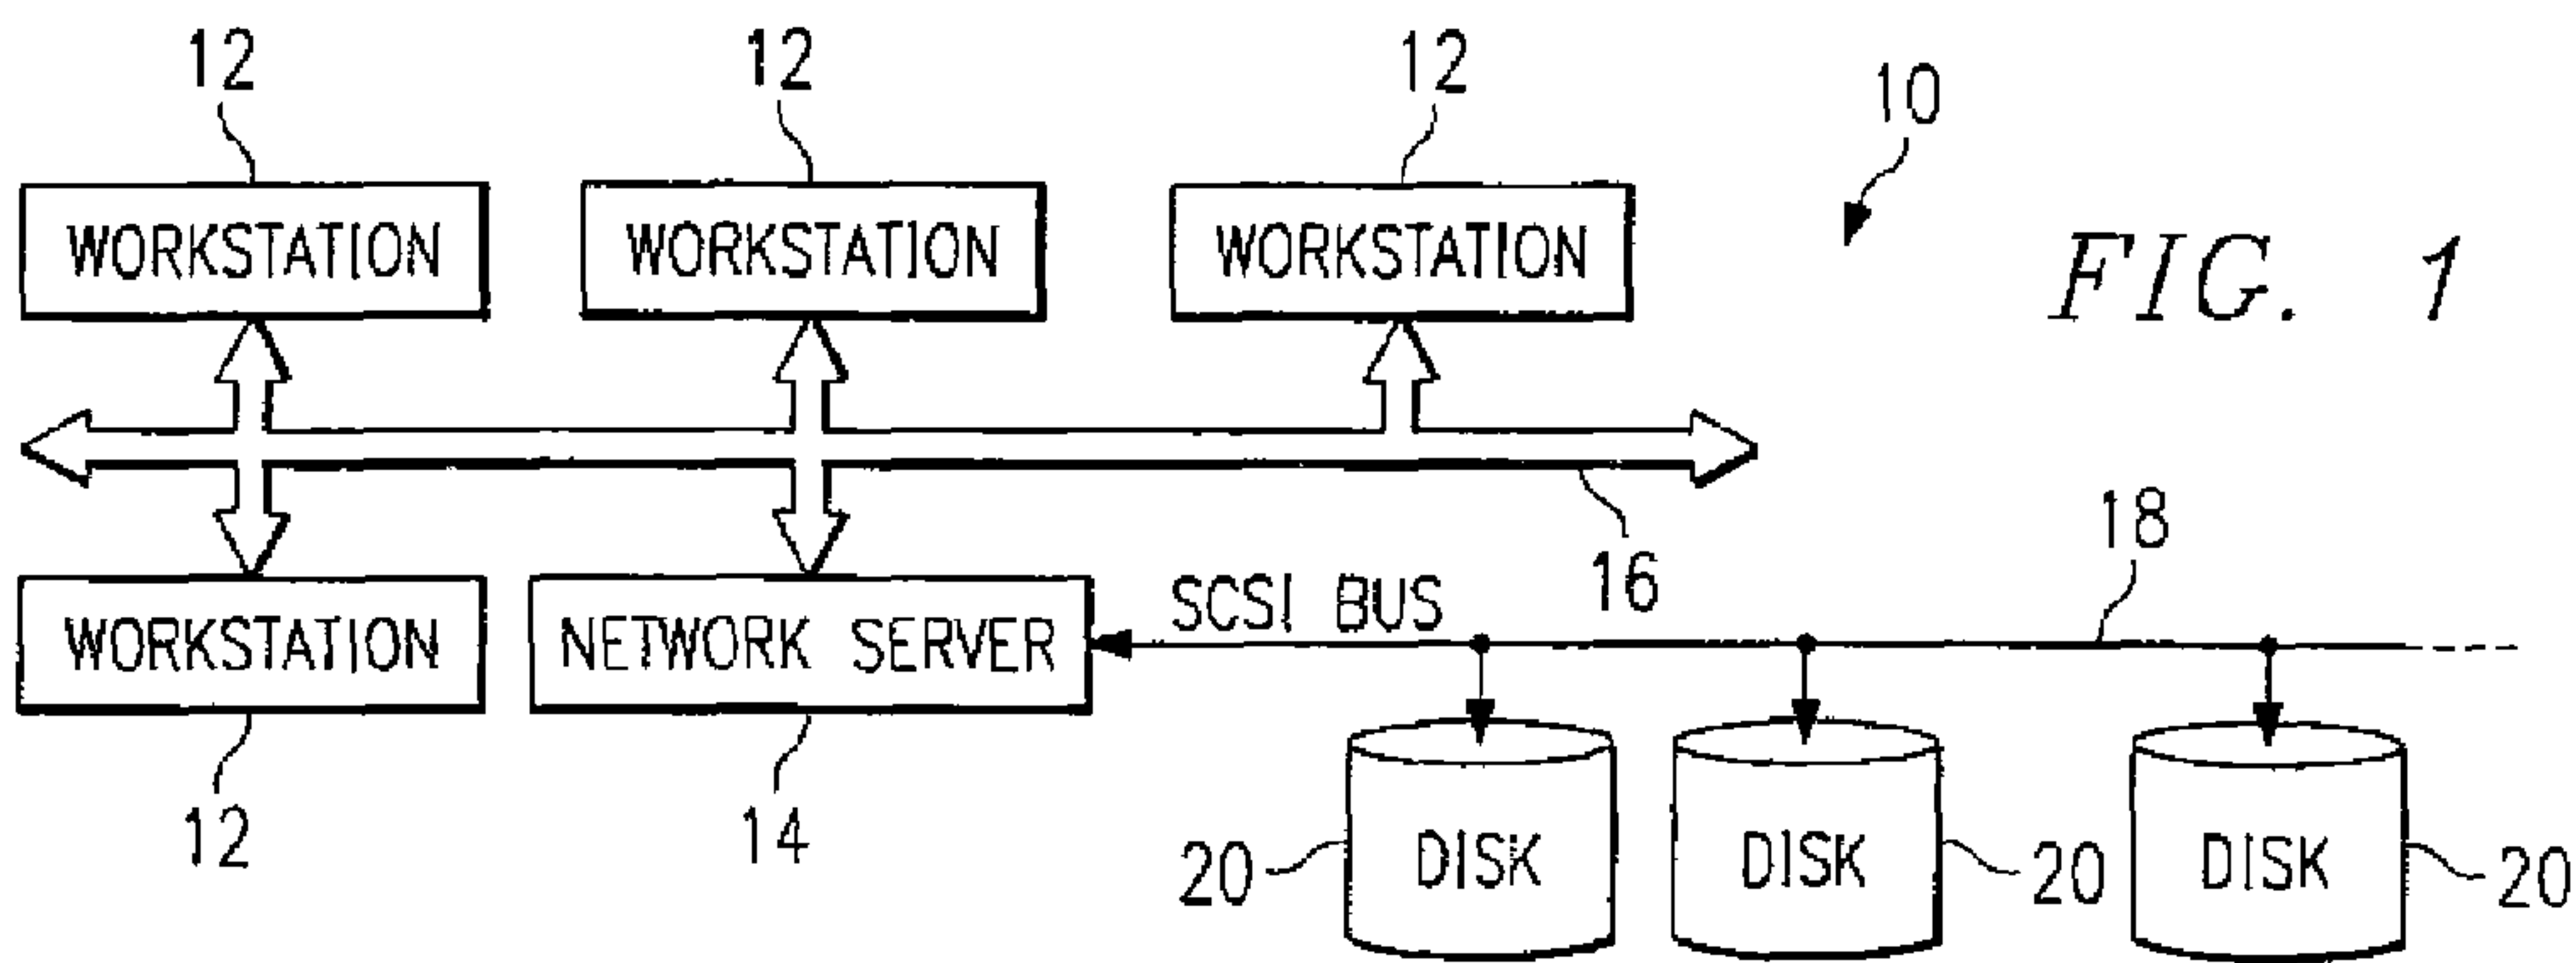 12 12 12 10
WORKSTATION WORKSTATION WORKSTATION
FIG. 1
16 18
SCSI BUS
WORKSTATION NETWORK SERVER
12 14
20 DISK DISK 20 DISK 20